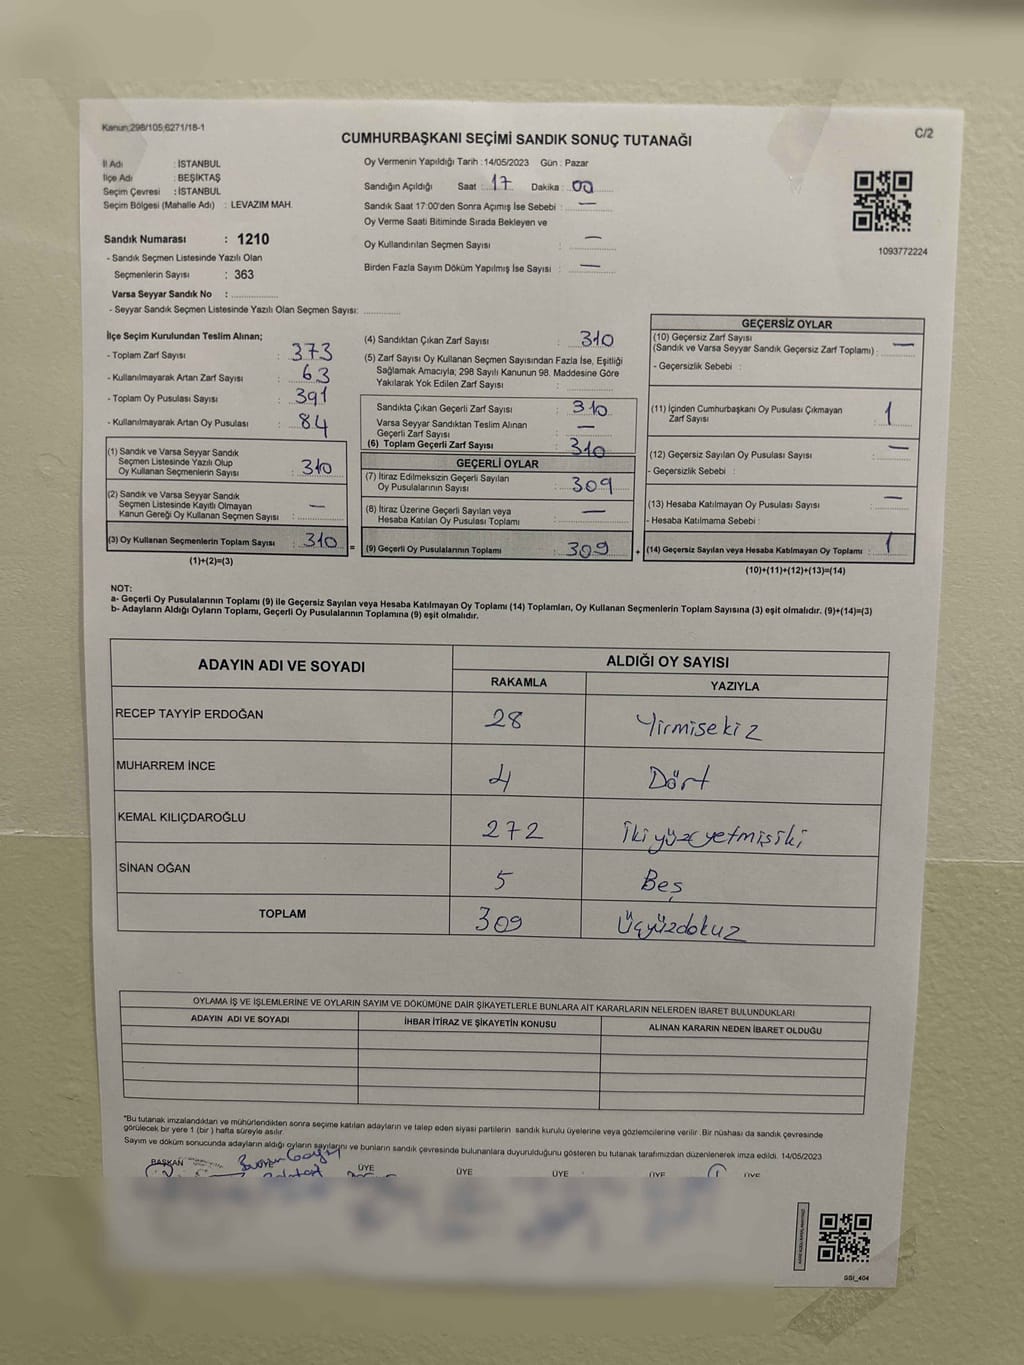 Kanun;298/105;6271/18-1
C/2
CUMHURBAŞKANI SEÇİMİ SANDIK SONUÇ TUTANAĞI
İl Adı : İSTANBUL
İlçe Adı : BEŞİKTAŞ
Seçim Çevresi : İSTANBUL
Seçim Bölgesi (Mahalle Adı) : LEVAZIM MAH.
Sandık Numarası : 1210
- Sandık Seçmen Listesinde Yazılı Olan
Seçmenlerin Sayısı : 363
Varsa Seyyar Sandık No :
- Seyyar Sandık Seçmen Listesinde Yazılı Olan Seçmen Sayısı:
Oy Vermenin Yapıldığı Tarih : 14/05/2023 Gün : Pazar
Sandığın Açıldığı Saat : 17 Dakika : 00
Sandık Saat 17:00'den Sonra Açmış İse Sebebi : —
Oy Verme Saati Bitiminde Sırada Bekleyen ve
Oy Kullandırılan Seçmen Sayısı : —
Birden Fazla Sayım Döküm Yapılmış İse Sayısı : —
1093772224
İlçe Seçim Kurulundan Teslim Alınan;
- Toplam Zarf Sayısı : 373
- Kullanılmayarak Artan Zarf Sayısı : 63
- Toplam Oy Pusulası Sayısı : 391
- Kullanılmayarak Artan Oy Pusulası : 84
(1) Sandık ve Varsa Seyyar Sandık
Seçmen Listesinde Yazılı Olup
Oy Kullanan Seçmenlerin Sayısı : 310
(2) Sandık ve Varsa Seyyar Sandık
Seçmen Listesinde Kayıtlı Olmayan
Kanun Gereği Oy Kullanan Seçmen Sayısı : —
(3) Oy Kullanan Seçmenlerin Toplam Sayısı : 310 =
(1)+(2)=(3)
(4) Sandıktan Çıkan Zarf Sayısı : 310
(5) Zarf Sayısı Oy Kullanan Seçmen Sayısından Fazla İse, Eşitliği
Sağlamak Amacıyla; 298 Sayılı Kanunun 98. Maddesine Göre
Yakılarak Yok Edilen Zarf Sayısı :
Sandıkta Çıkan Geçerli Zarf Sayısı : 310
Varsa Seyyar Sandıktan Teslim Alınan
Geçerli Zarf Sayısı : —
(6) Toplam Geçerli Zarf Sayısı : 310
GEÇERLİ OYLAR
(7) İtiraz Edilmeksizin Geçerli Sayılan
Oy Pusulalarının Sayısı : 309
(8) İtiraz Üzerine Geçerli Sayılan veya
Hesaba Katılan Oy Pusulası Toplamı : —
(9) Geçerli Oy Pusulalarının Toplamı : 309 +
GEÇERSİZ OYLAR
(10) Geçersiz Zarf Sayısı
(Sandık ve Varsa Seyyar Sandık Geçersiz Zarf Toplamı) : —
- Geçersizlik Sebebi :
(11) İçinden Cumhurbaşkanı Oy Pusulası Çıkmayan
Zarf Sayısı : 1
(12) Geçersiz Sayılan Oy Pusulası Sayısı : —
- Geçersizlik Sebebi :
(13) Hesaba Katılmayan Oy Pusulası Sayısı : —
- Hesaba Katılmama Sebebi :
(14) Geçersiz Sayılan veya Hesaba Katılmayan Oy Toplamı : 1
(10)+(11)+(12)+(13)=(14)
NOT:
a- Geçerli Oy Pusulalarının Toplamı (9) ile Geçersiz Sayılan veya Hesaba Katılmayan Oy Toplamı (14) Toplamları, Oy Kullanan Seçmenlerin Toplam Sayısına (3) eşit olmalıdır. (9)+(14)=(3)
b- Adayların Aldığı Oyların Toplamı, Geçerli Oy Pusulalarının Toplamına (9) eşit olmalıdır.
ADAYIN ADI VE SOYADI
ALDIĞI OY SAYISI
RAKAMLA YAZIYLA
RECEP TAYYİP ERDOĞAN 28 Yirmisekiz
MUHARREM İNCE 4 Dört
KEMAL KILIÇDAROĞLU 272 ikiyüzyetmişiki
SİNAN OĞAN 5 Beş
TOPLAM 309 Üçyüzdokuz
OYLAMA İŞ VE İŞLEMLERİNE VE OYLARIN SAYIM VE DÖKÜMÜNE DAİR ŞİKAYETLERLE BUNLARA AİT KARARLARIN NELERDEN İBARET BULUNDUKLARI
ADAYIN ADI VE SOYADI İHBAR İTİRAZ VE ŞİKAYETİN KONUSU ALINAN KARARIN NEDEN İBARET OLDUĞU
*Bu tutanak imzalandıktan ve mühürlendikten sonra seçime katılan adayların ve talep eden siyasi partilerin sandık kurulu üyelerine veya gözlemcilerine verilir. Bir nüshası da sandık çevresinde
görülecek bir yere 1 (bir) hafta süreyle asılır.
Sayım ve döküm sonucunda adayların aldığı oyların sayılarını ve bunların sandık çevresinde bulunanlara duyurulduğunu gösteren bu tutanak tarafımızdan düzenlenerek imza edildi. 14/05/2023
BAŞKAN ÜYE ÜYE ÜYE ÜYE ÜYE
GSI_404